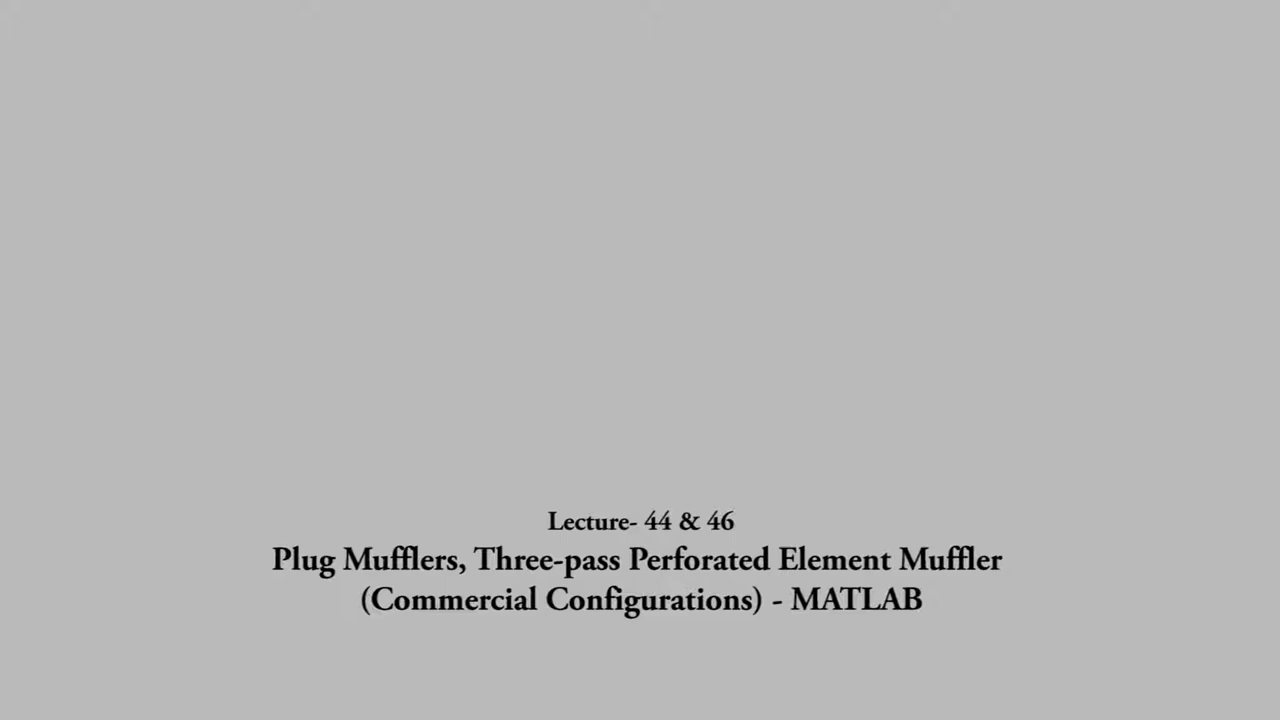 Lecture- 44 & 46
Plug Mufflers, Three-pass Perforated Element Muffler
(Commercial Configurations) - MATLAB